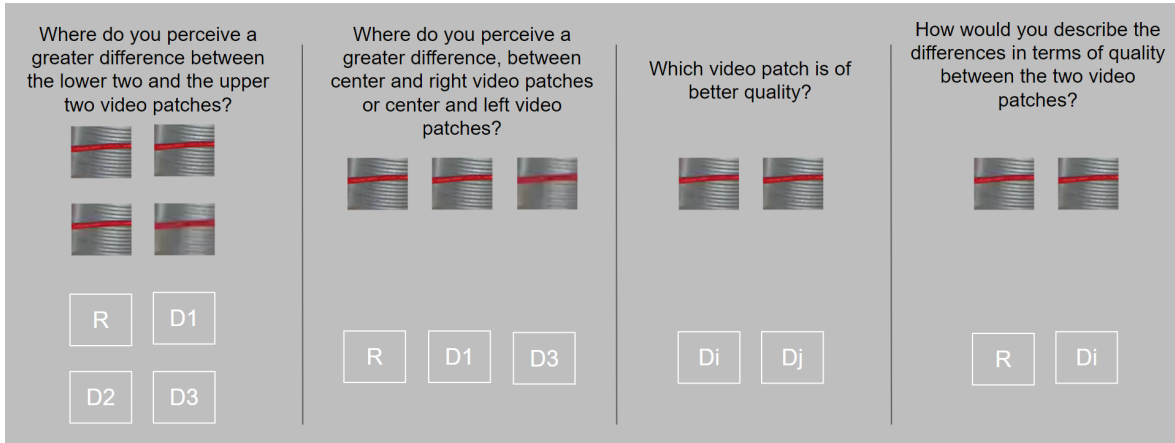 Where do you perceive a
greater difference between
the lower two and the upper
two video patches?
R
D1
D2
D3
Where do you perceive a
greater difference, between
center and right video patches
or center and left video
patches?
R
D1
D3
Which video patch is of
better quality?
Di
Dj
How would you describe the
differences in terms of quality
between the two video
patches?
R
Di